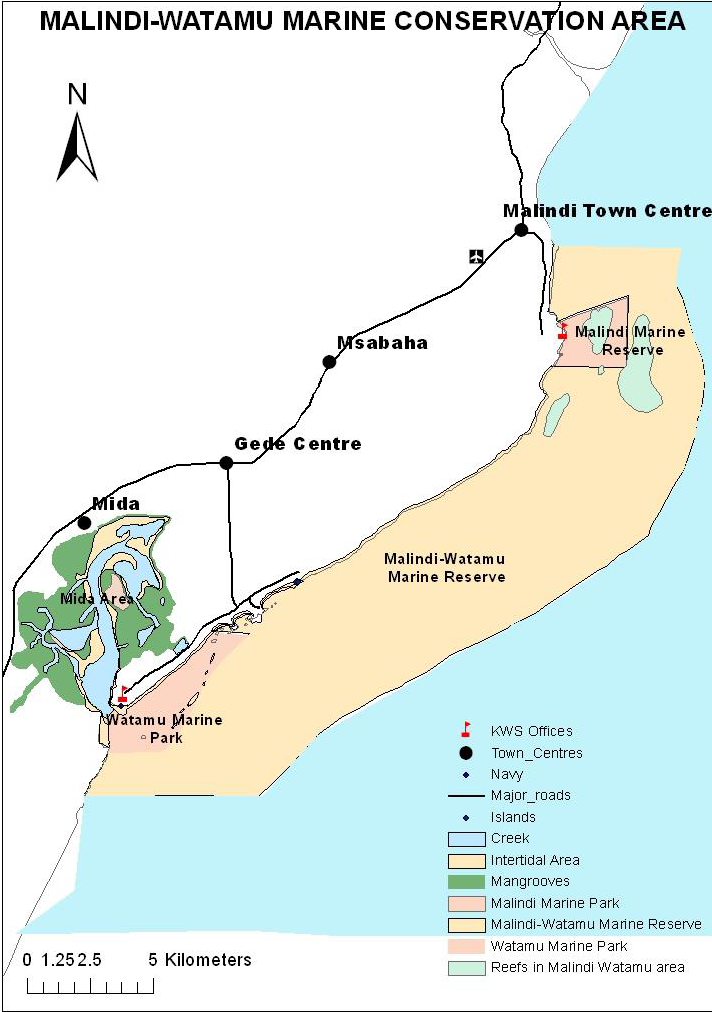 MALINDI-WATAMU MARINE CONSERVATION AREA
N
Malindi Town Centre
Malindi Marine
Reserve
Msabaha
Gede Centre
Mida
Malindi-Watamu
Marine Reserve
Mida Area
Watamu Marine
Park
KWS Offices
Town_Centres
Navy
Major_roads
Islands
Creek
Intertidal Area
Mangrooves
Malindi Marine Park
Malindi-Watamu Marine Reserve
Watamu Marine Park
Reefs in Malindi Watamu area
0 1.25 2.5 5 Kilometers